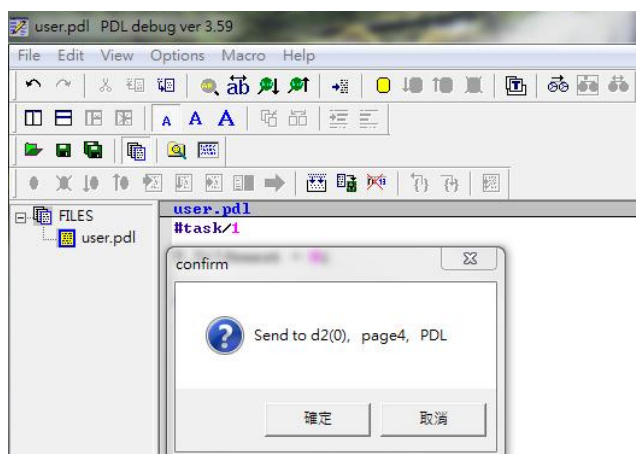 user.pdl PDL debug ver 3.59
File Edit View Options Macro Help
FILES
user.pdl
user.pdl
#task/1
confirm
Send to d2(0), page4, PDL
確定
取消